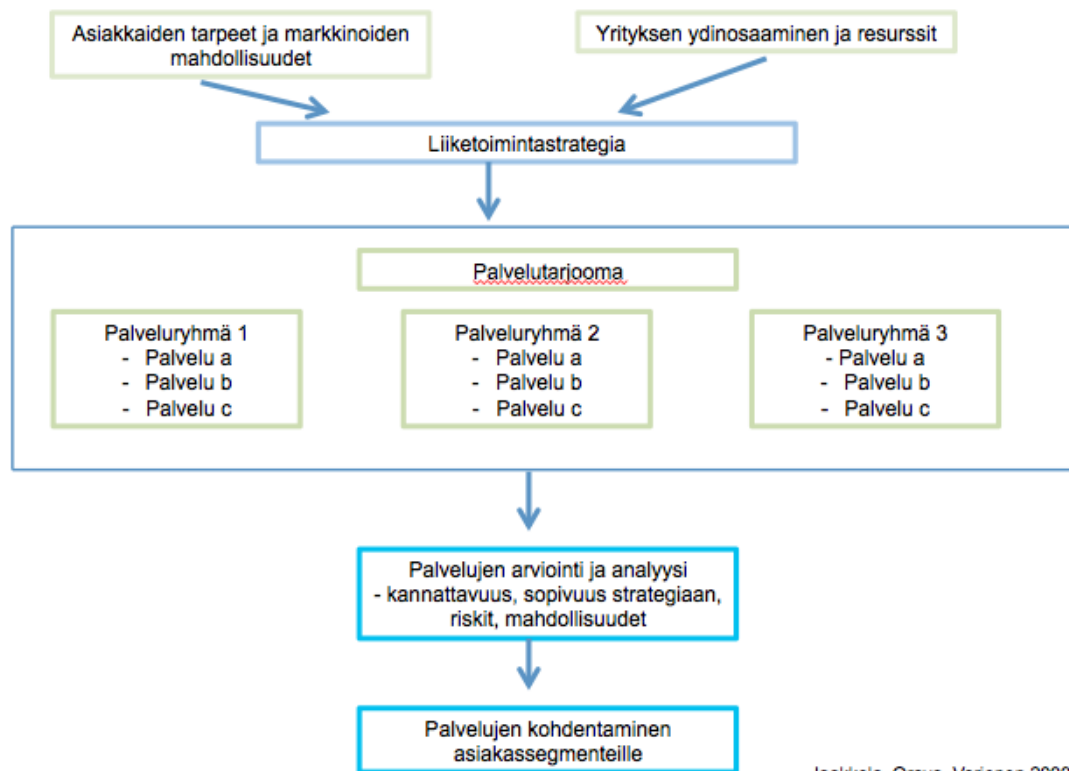 Asiakkaiden tarpeet ja markkinoiden
mahdollisuudet
Yrityksen ydinosaaminen ja resurssit
Liiketoimintastrategia
Palvelutarjooma
Palveluryhmä 1
- Palvelu a
- Palvelu b
- Palvelu c
Palveluryhmä 2
- Palvelu a
- Palvelu b
- Palvelu c
Palveluryhmä 3
- Palvelu a
- Palvelu b
- Palvelu c
Palvelujen arviointi ja analyysi
- kannattavuus, sopivuus strategiaan,
riskit, mahdollisuudet
Palvelujen kohdentaminen
asiakassegmenteille